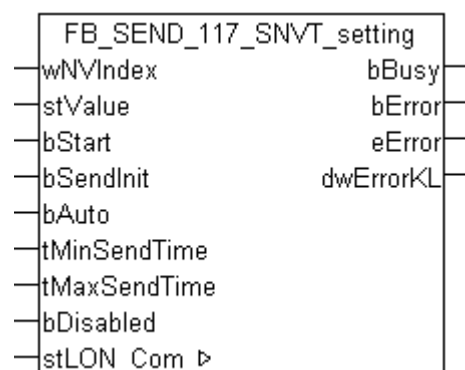 FB_SEND_117_SNVT_setting
wNVIndex bBusy
stValue bError
bStart eError
bSendInit dwErrorKL
bAuto
tMinSendTime
tMaxSendTime
bDisabled
stLON_Com ▷